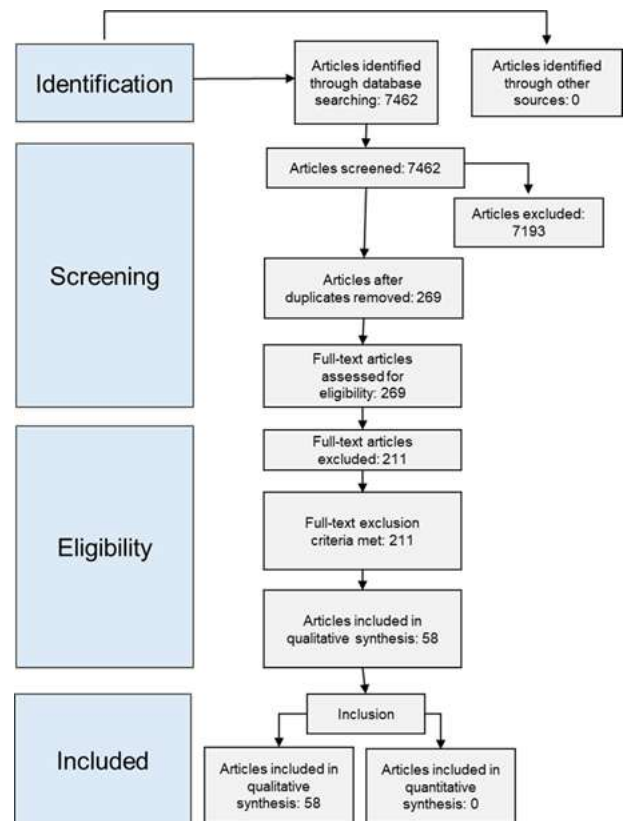 Identification
Articles identified
through database
searching: 7462
Articles identified
through other
sources: 0
Screening
Articles screened: 7462
Articles excluded:
7193
Articles after
duplicates removed: 269
Full-text articles
assessed for
eligibility: 269
Eligibility
Full-text articles
excluded: 211
Full-text exclusion
criteria met: 211
Articles included in
qualitative synthesis: 58
Included
Inclusion
Articles included in
qualitative
synthesis: 58
Articles included in
quantitative
synthesis: 0